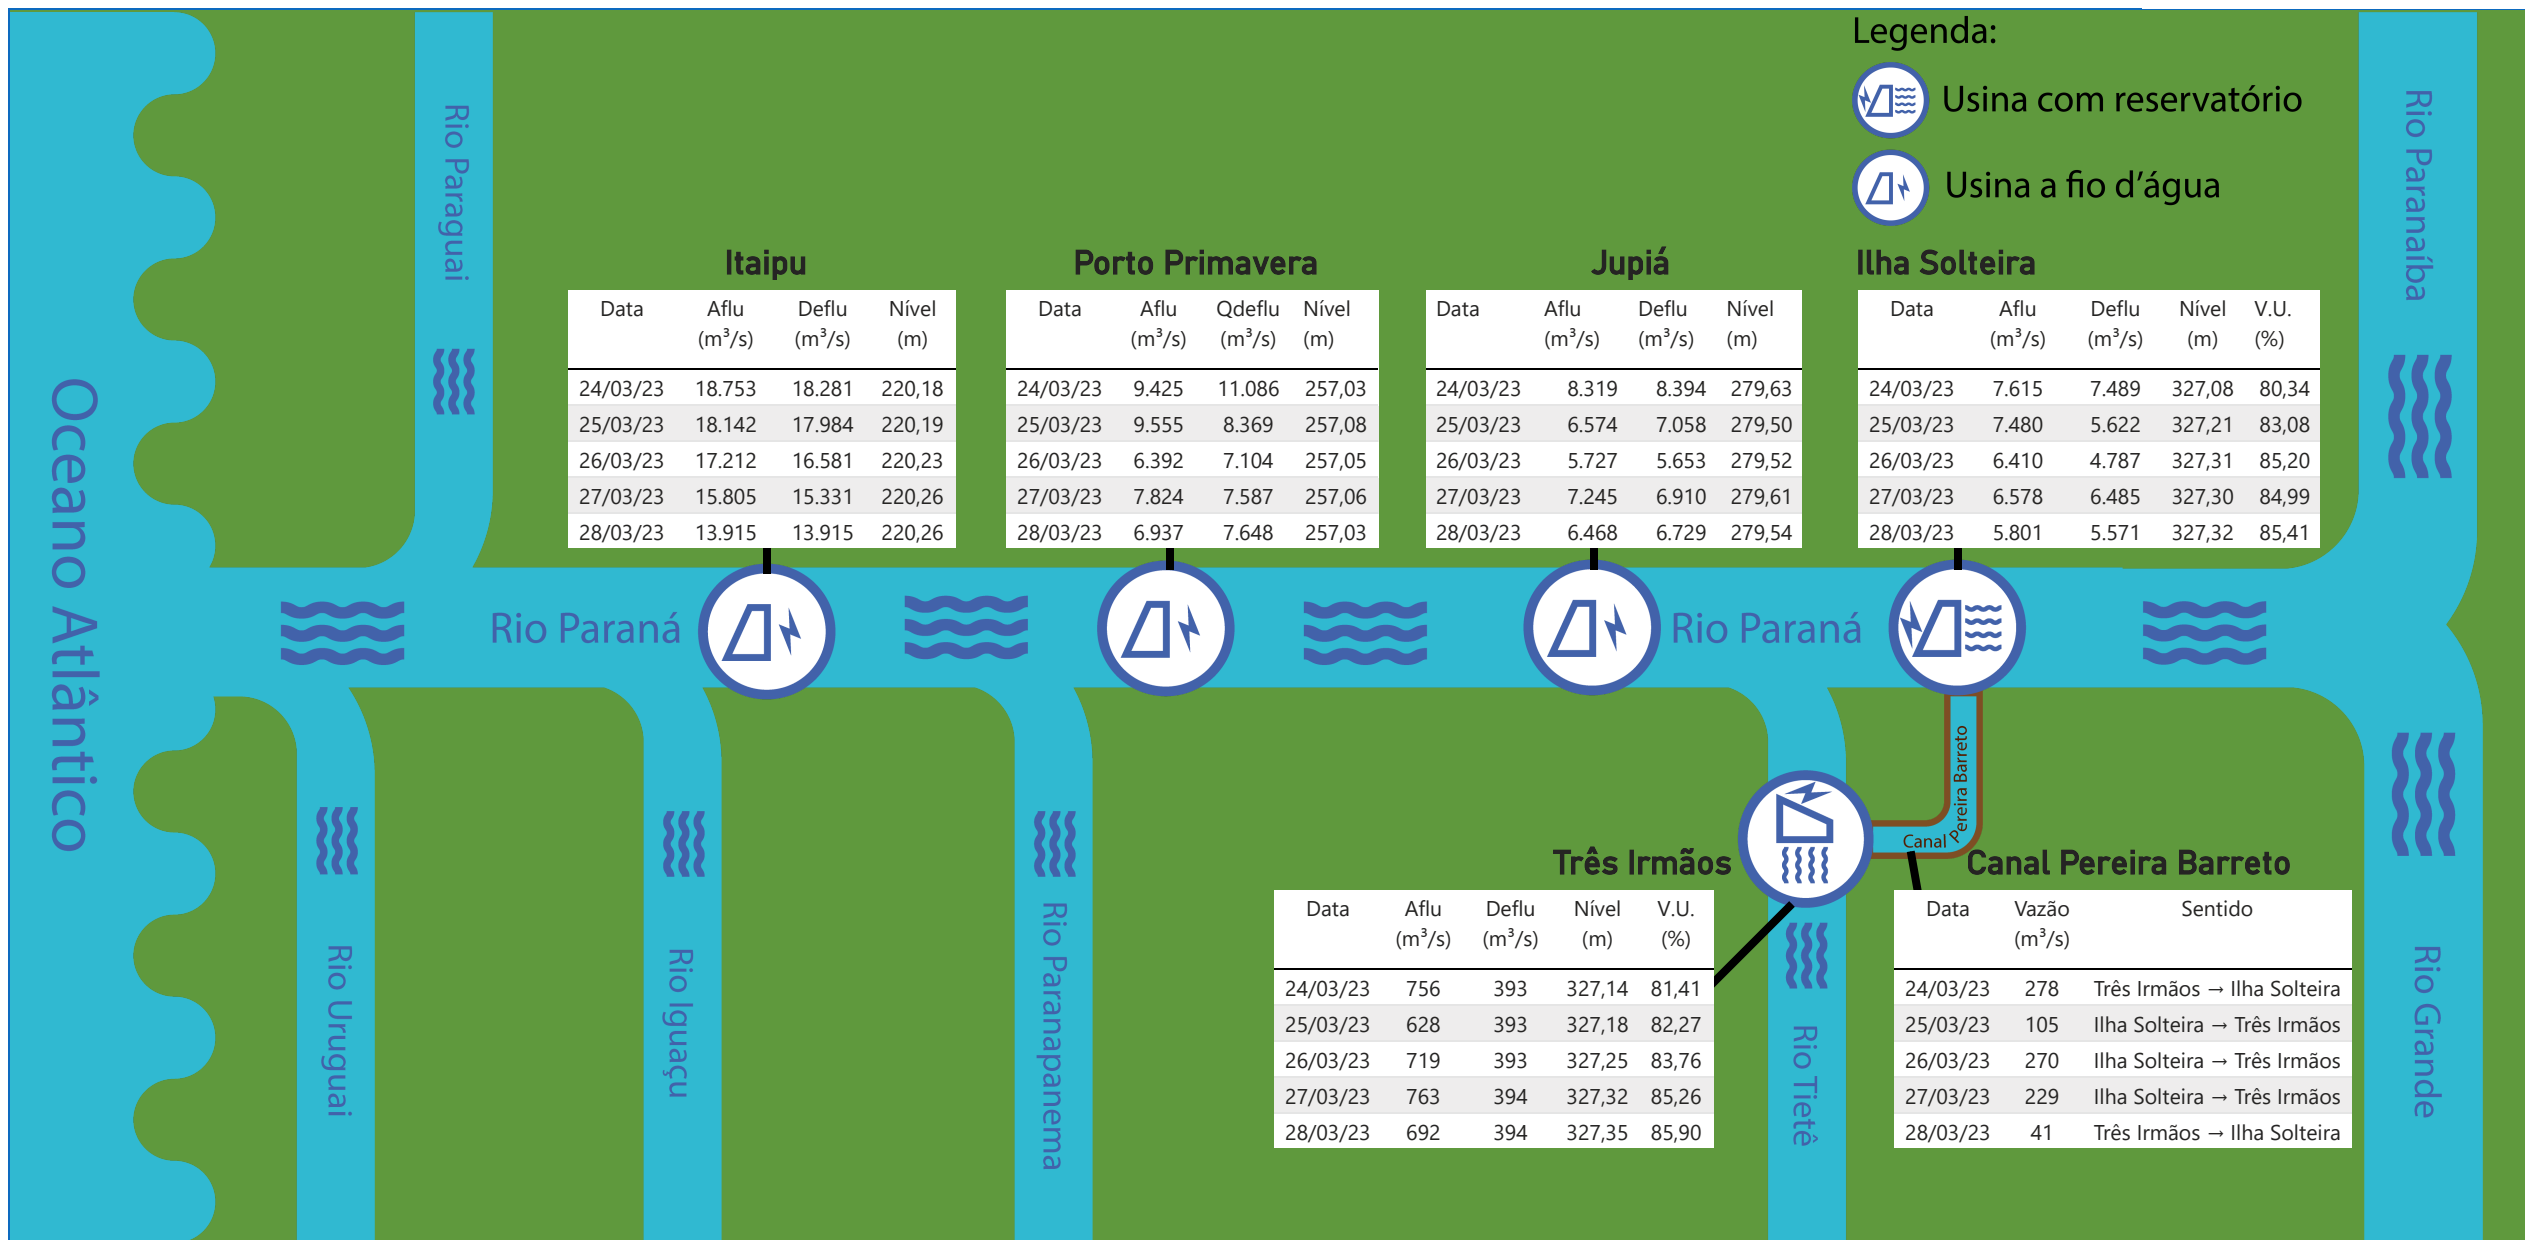 Legenda:
Usina com reservatório
Usina a fio d'água
Oceano Atlântico
Rio Paraguai
Rio Paranaíba
Itaipu
Data Aflu Deflu Nível
(m³/s) (m³/s) (m)
24/03/23 18.753 18.281 220,18
25/03/23 18.142 17.984 220,19
26/03/23 17.212 16.581 220,23
27/03/23 15.805 15.331 220,26
28/03/23 13.915 13.915 220,26
Porto Primavera
Data Aflu Qdeflu Nível
(m³/s) (m³/s) (m)
24/03/23 9.425 11.086 257,03
25/03/23 9.555 8.369 257,08
26/03/23 6.392 7.104 257,05
27/03/23 7.824 7.587 257,06
28/03/23 6.937 7.648 257,03
Jupiá
Data Aflu Deflu Nível
(m³/s) (m³/s) (m)
24/03/23 8.319 8.394 279,63
25/03/23 6.574 7.058 279,50
26/03/23 5.727 5.653 279,52
27/03/23 7.245 6.910 279,61
28/03/23 6.468 6.729 279,54
Ilha Solteira
Data Aflu Deflu Nível V.U.
(m³/s) (m³/s) (m) (%)
24/03/23 7.615 7.489 327,08 80,34
25/03/23 7.480 5.622 327,21 83,08
26/03/23 6.410 4.787 327,31 85,20
27/03/23 6.578 6.485 327,30 84,99
28/03/23 5.801 5.571 327,32 85,41
Rio Paraná
Rio Paraná
Canal Pereira Barreto
Três Irmãos
Data Aflu Deflu Nível V.U.
(m³/s) (m³/s) (m) (%)
24/03/23 756 393 327,14 81,41
25/03/23 628 393 327,18 82,27
26/03/23 719 393 327,25 83,76
27/03/23 763 394 327,32 85,26
28/03/23 692 394 327,35 85,90
Canal Pereira Barreto
Data Vazão Sentido
(m³/s)
24/03/23 278 Três Irmãos → Ilha Solteira
25/03/23 105 Ilha Solteira → Três Irmãos
26/03/23 270 Ilha Solteira → Três Irmãos
27/03/23 229 Ilha Solteira → Três Irmãos
28/03/23 41 Três Irmãos → Ilha Solteira
Rio Uruguai
Rio Iguaçu
Rio Paranapanema
Rio Tietê
Rio Grande